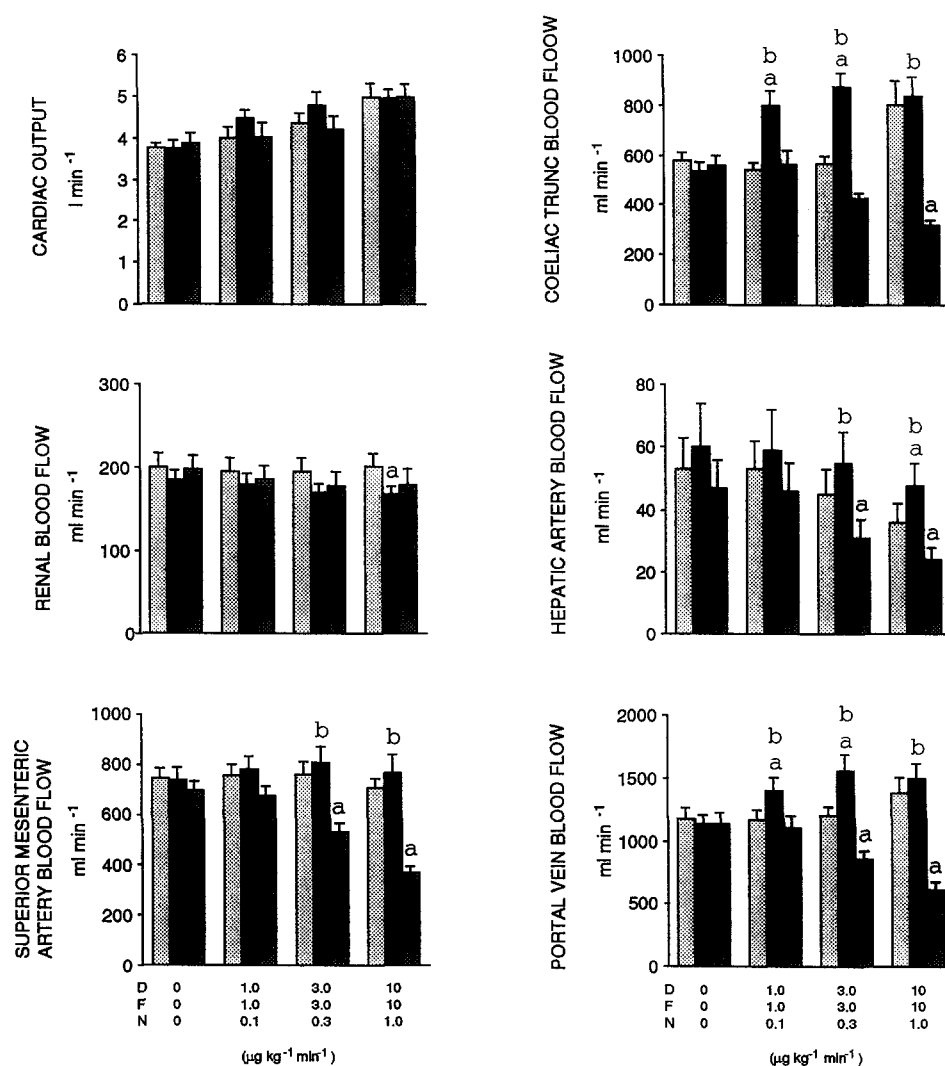 CARDIAC OUTPUT
l min -1
6
5
4
3
2
1
0
COELIAC TRUNC BLOOD FLOOW
ml min -1
1000
800
600
400
200
0
b
a
b
a
b
a
RENAL BLOOD FLOW
ml min -1
300
200
100
0
a
HEPATIC ARTERY BLOOD FLOW
ml min -1
80
60
40
20
0
b
a
b
a
a
SUPERIOR MESENTERIC
ARTERY BLOOD FLOW
ml min -1
1000
800
600
400
200
0
b
a
b
a
D 0 1.0 3.0 10
F 0 1.0 3.0 10
N 0 0.1 0.3 1.0
(µg kg-1 min-1)
PORTAL VEIN BLOOD FLOW
ml min -1
2000
1500
1000
500
0
b
a
b
a
a
b
a
D 0 1.0 3.0 10
F 0 1.0 3.0 10
N 0 0.1 0.3 1.0
(µg kg-1 min-1)